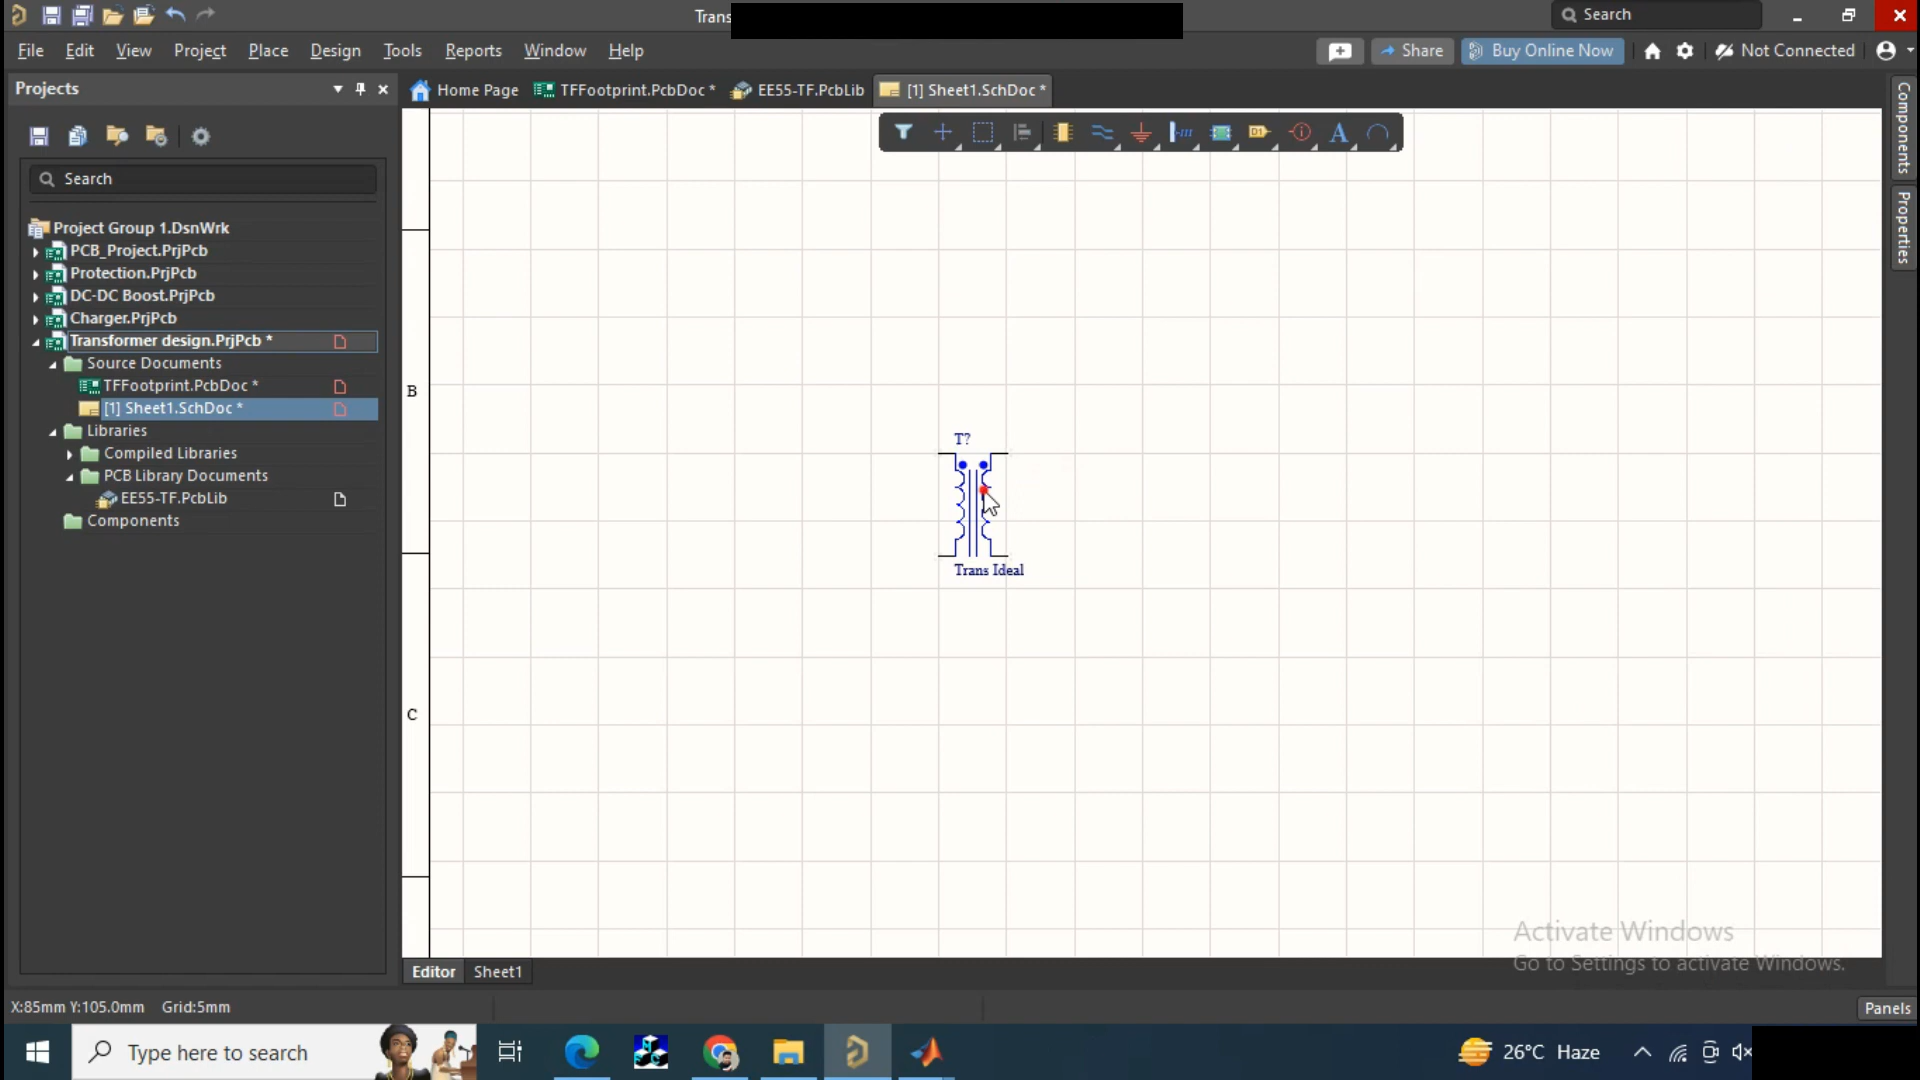 Trans
Search
File Edit View Project Place Design Tools Reports Window Help
Share Buy Online Now Not Connected
Projects
Home Page TFFootprint.PcbDoc * EE55-TF.PcbLib [1] Sheet1.SchDoc *
Components
Properties
Search
Project Group 1.DsnWrk
PCB_Project.PrjPcb
Protection.PrjPcb
DC-DC Boost.PrjPcb
Charger.PrjPcb
Transformer design.PrjPcb *
Source Documents
TFFootprint.PcbDoc *
[1] Sheet1.SchDoc *
Libraries
Compiled Libraries
PCB Library Documents
EE55-TF.PcbLib
Components
B
C
T?
Trans Ideal
Activate Windows
Go to Settings to activate Windows.
Editor Sheet1
X:85mm Y:105.0mm Grid:5mm
Panels
Type here to search
26°C Haze